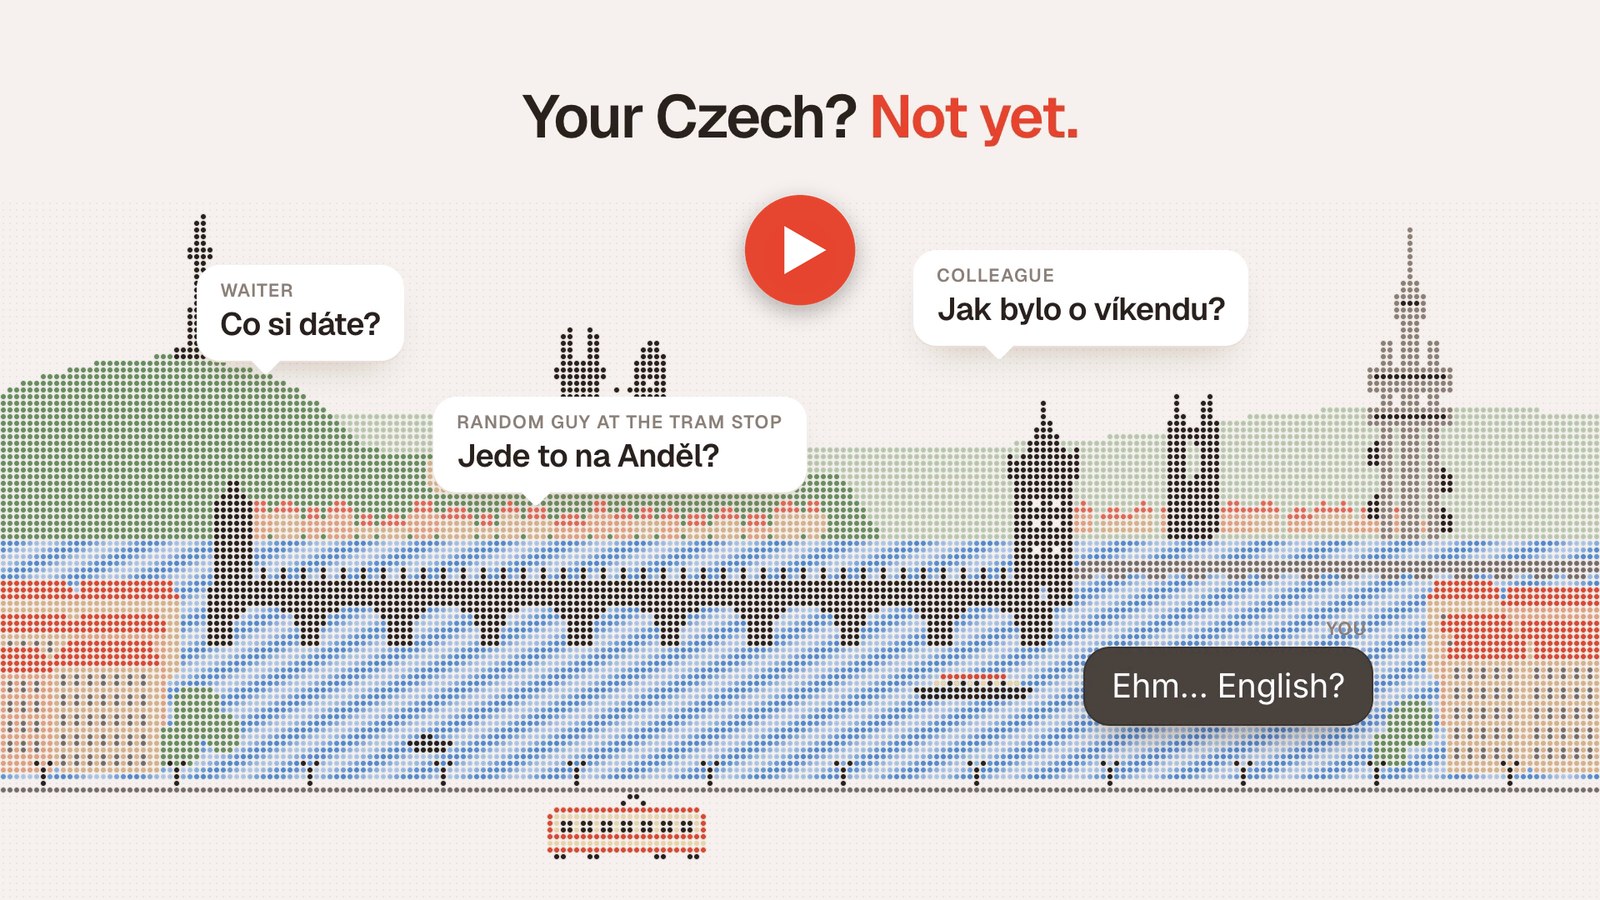 Your Czech? Not yet.
WAITER
Co si dáte?
COLLEAGUE
Jak bylo o víkendu?
RANDOM GUY AT THE TRAM STOP
Jede to na Anděl?
YOU
Ehm... English?